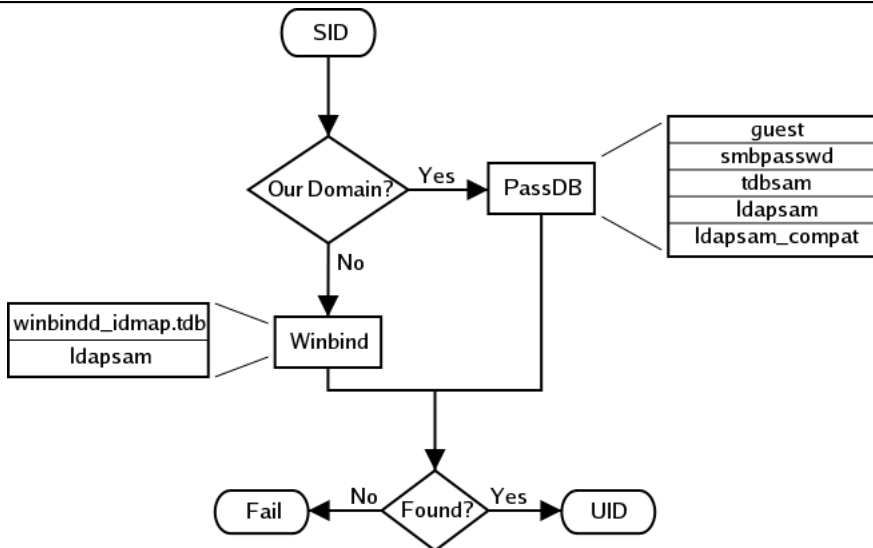 SID
guest
smbpasswd
tdbsam
ldapsam
ldapsam_compat
Our Domain?
Yes
PassDB
No
winbindd_idmap.tdb
ldapsam
Winbind
Fail
No
Found?
Yes
UID